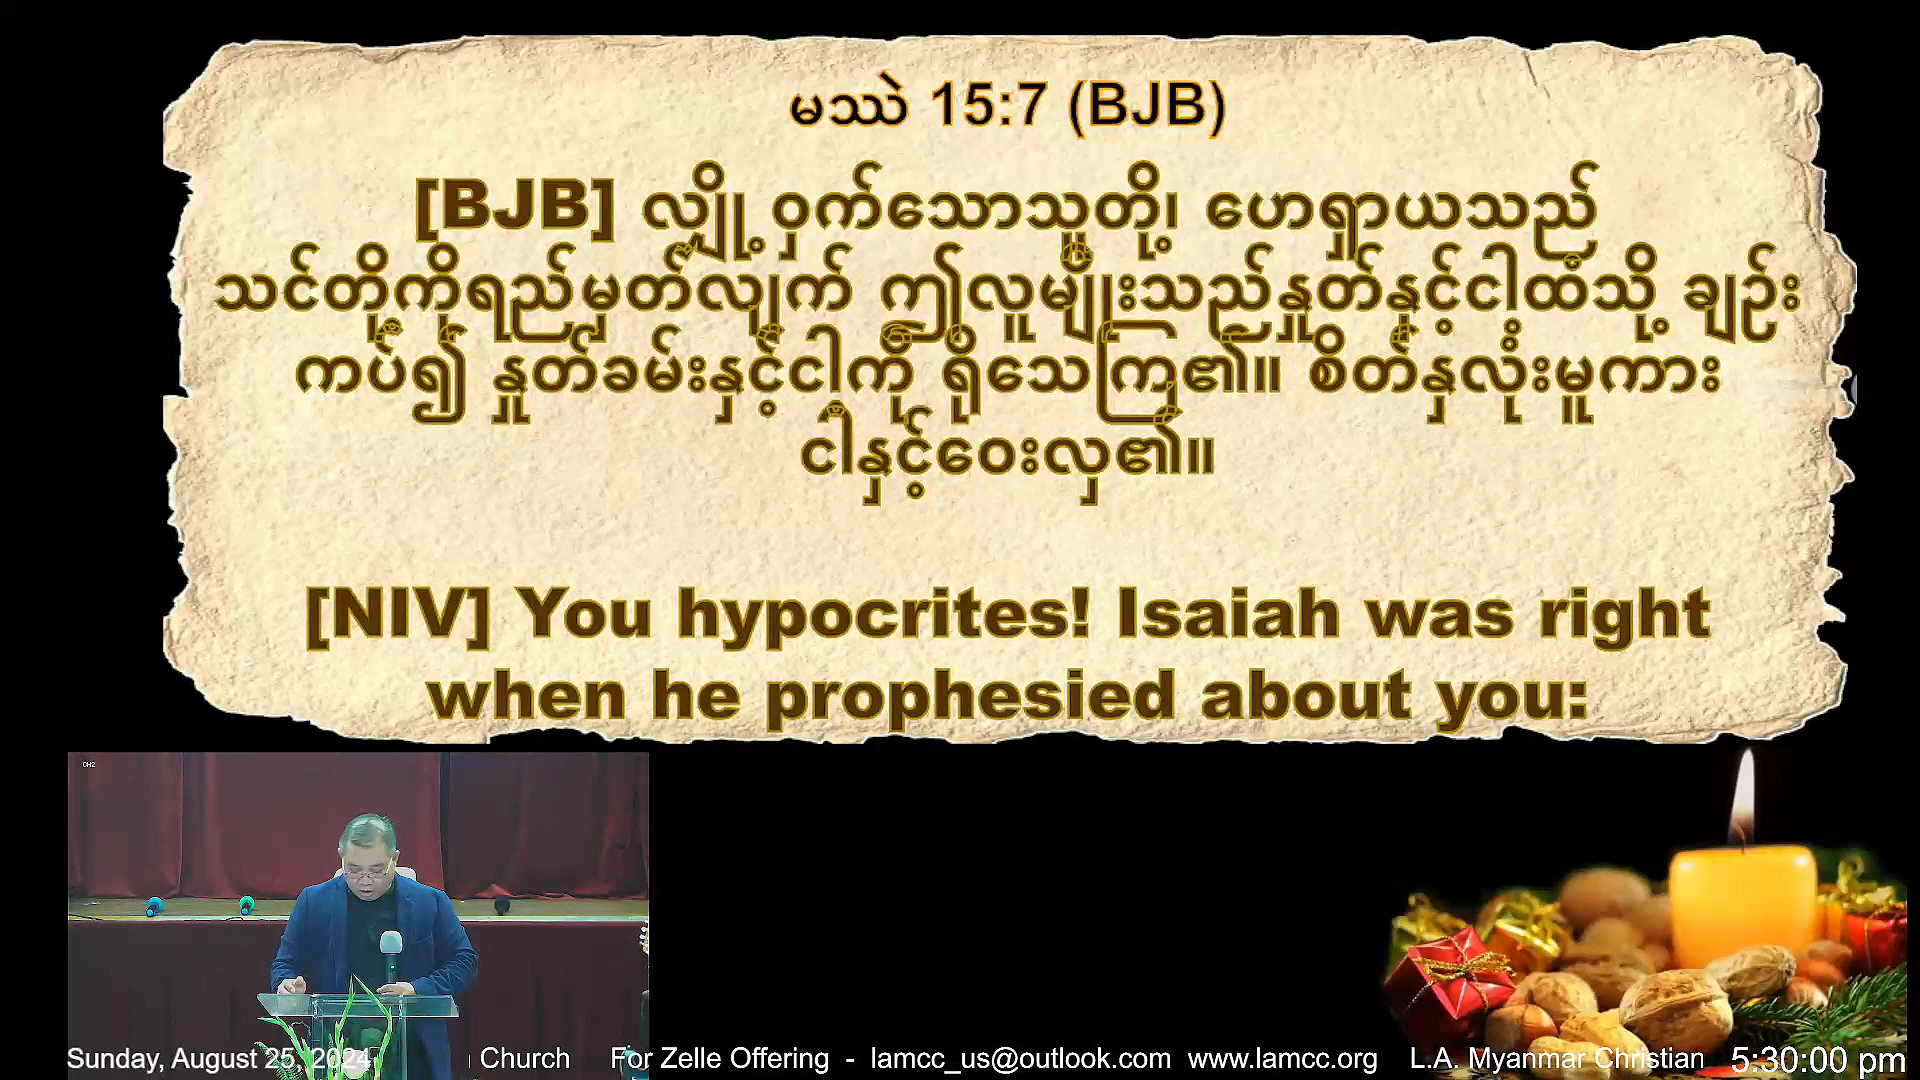 မဿဲ 15:7 (BJB)
[BJB] လျှို့ဝှက်သောသူတို့၊ ဟေရှာယသည်
သင်တို့ကိုရည်မှတ်လျက် ဤလူမျိုးသည်နှုတ်နှင့်ငါ့ထံသို့ ချဉ်း
ကပ်၍ နှုတ်ခမ်းနှင့်ငါ့ကို ရိုသေကြ၏။ စိတ်နှလုံးမူကား
ငါနှင့်ဝေးလှ၏။
[NIV] You hypocrites! Isaiah was right
when he prophesied about you:
CH2
Sunday, August 25, 2024
Church For Zelle Offering - lamcc_us@outlook.com www.lamcc.org L.A. Myanmar Christian
5:30:00 pm